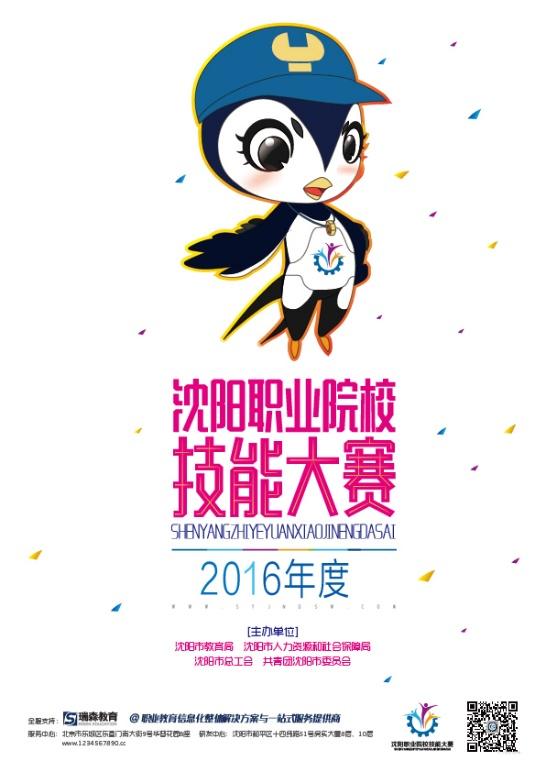 沈阳职业院校
技能大赛
SHENYANGZHIYEYUANXIAOJINENGDASAI
2016年度
WWW.SYJNDSW.COM
[主办单位]
沈阳市教育局 沈阳市人力资源和社会保障局
沈阳市总工会 共青团沈阳市委员会
全程支持： 瑞森教育 @ 职业教育信息化整体解决方案与一站式服务提供商
服务中心：北京市东城区东直门南大街9号华普花园B座 研发中心：沈阳市和平区十四纬路51号房实大厦8层、10层
www.1234567890.cc
沈阳职业院校技能大赛